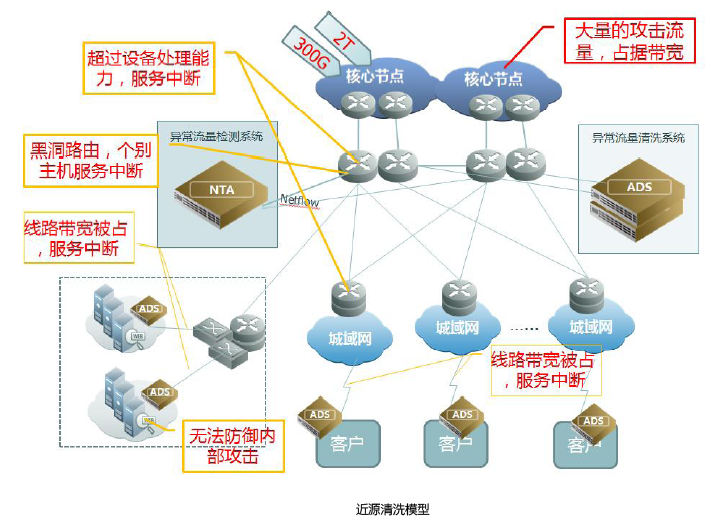 300G
2T
大量的攻击流
量，占据带宽
超过设备处理能
力，服务中断
核心节点
核心节点
异常流量检测系统
异常流量清洗系统
黑洞路由，个别
主机服务中断
NTA
ADS
Netflow
线路带宽被占
，服务中断
ADS
WEB
城域网
城域网
……
城域网
线路带宽被占
，服务中断
ADS
WEB
ADS
ADS
ADS
无法防御内
部攻击
客户
客户
客户
近源清洗模型